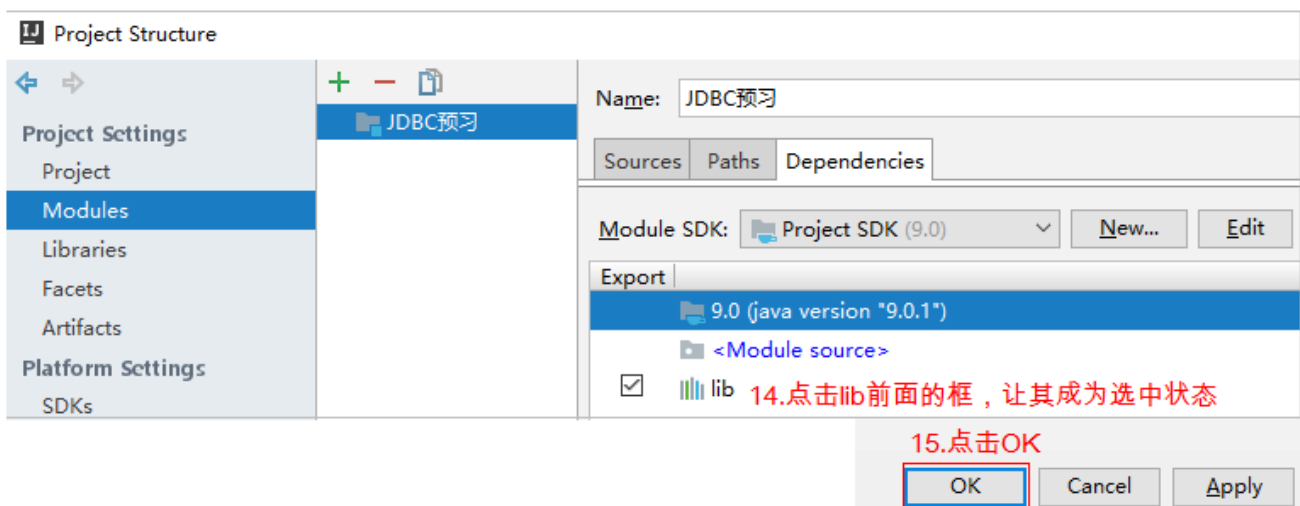 Project Structure
Project Settings
Project
Modules
Libraries
Facets
Artifacts
Platform Settings
SDKs
JDBC预习
Name: JDBC预习
Sources Paths Dependencies
Module SDK: Project SDK (9.0) New... Edit
Export
9.0 (java version "9.0.1")
<Module source>
lib 14.点击lib前面的框，让其成为选中状态
15.点击OK
OK Cancel Apply